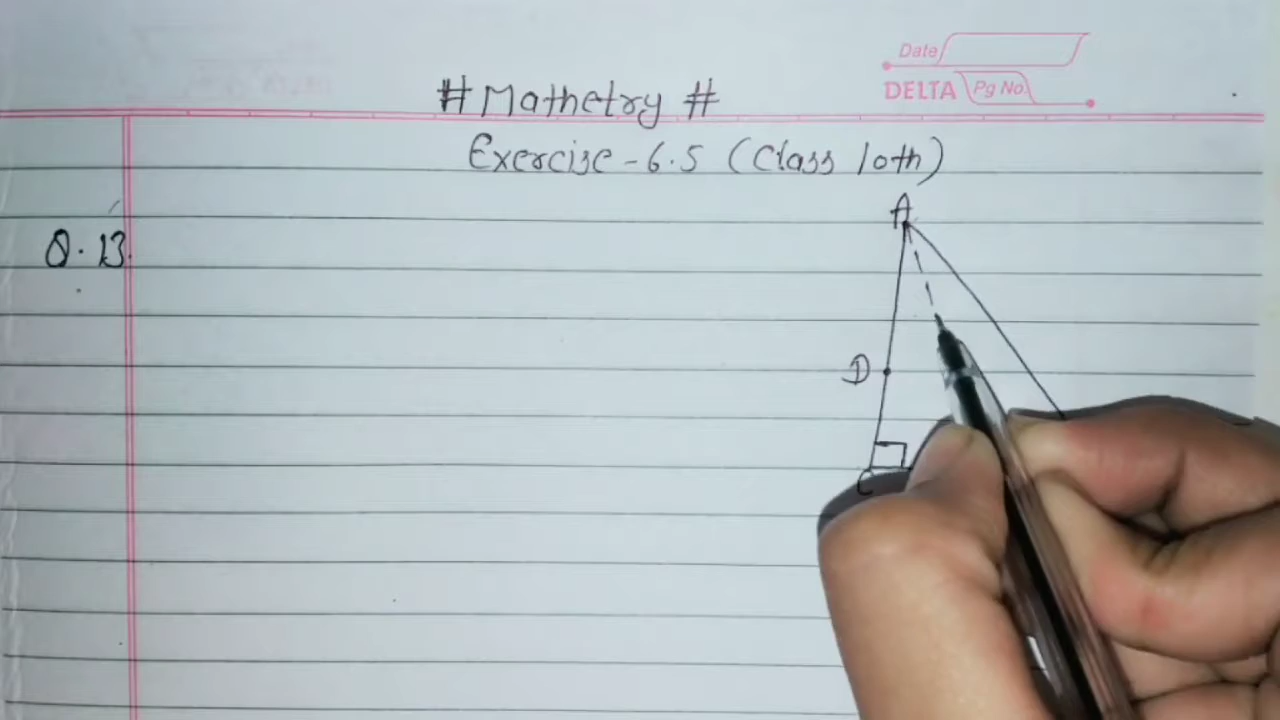 Date
DELTA Pg No.
# Mathetry #
Exercise - 6.5 (Class 10th)
A
Q. 13
D
C